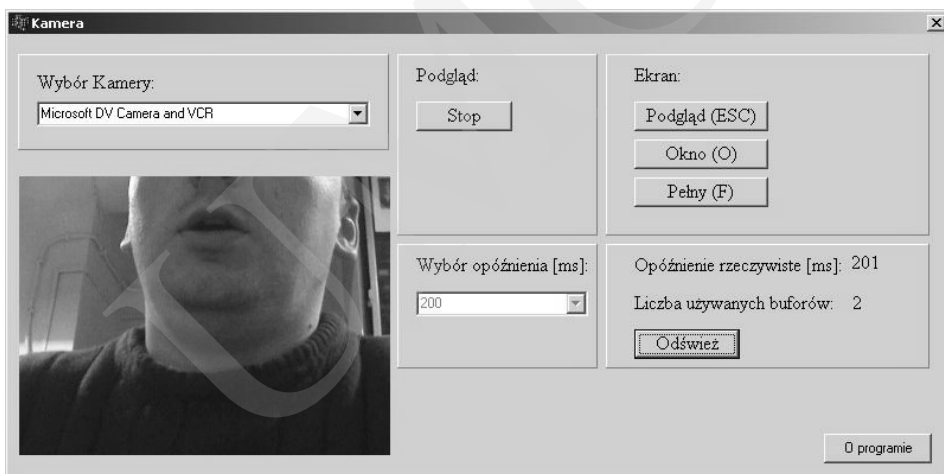 Kamera
Wybór Kamery:
Microsoft DV Camera and VCR
Podgląd:
Stop
Ekran:
Podgląd (ESC)
Okno (O)
Pełny (F)
Wybór opóźnienia [ms]:
200
Opóźnienie rzeczywiste [ms]: 201
Liczba używanych buforów: 2
Odśwież
O programie